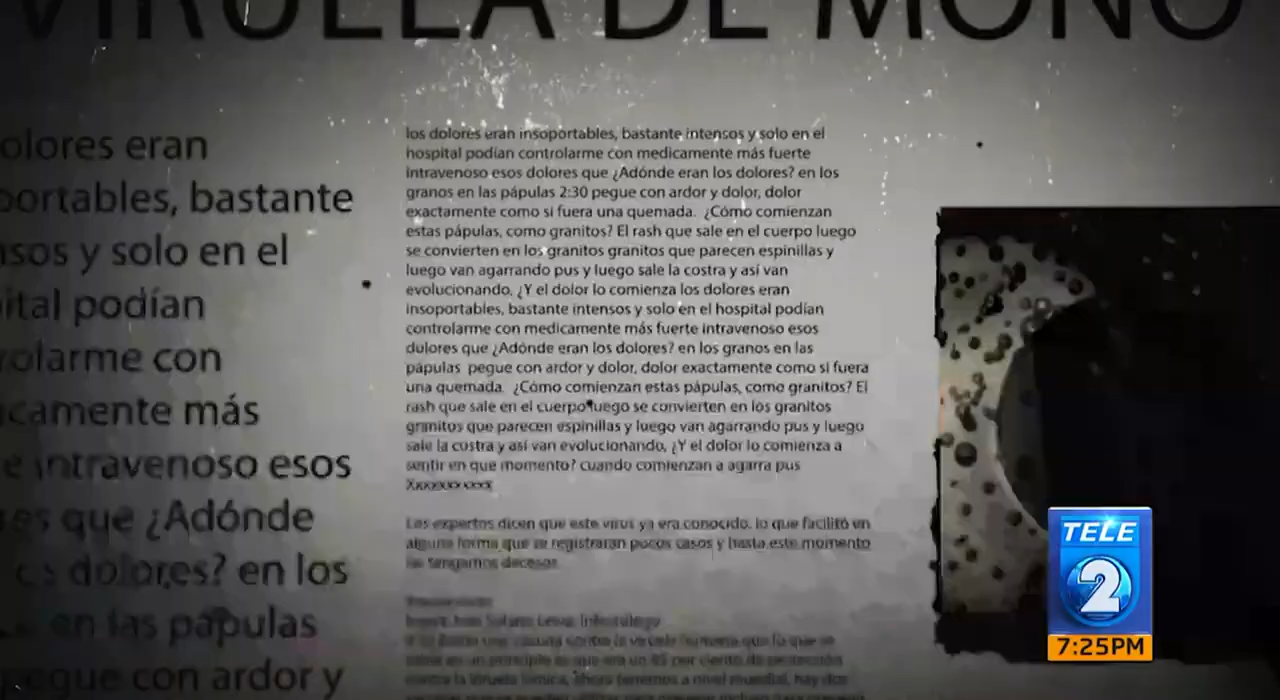 VIRUELA DE MONO
olores eran
portables, bastante
nsos y solo en el
ital podían
rolarme con
camente más
e intravenoso esos
es que ¿Adónde
dolores? en los
en las pápulas
pegue con ardor y
los dolores eran insoportables, bastante intensos y solo en el
hospital podían controlarme con medicamente más fuerte
intravenoso esos dolores que ¿Adónde eran los dolores? en los
granos en las pápulas 2:30 pegue con ardor y dolor, dolor
exactamente como si fuera una quemada. ¿Cómo comienzan
estas pápulas, como granitos? El rash que sale en el cuerpo luego
se convierten en los granitos granitos que parecen espinillas y
luego van agarrando pus y luego sale la costra y así van
evolucionando, ¿Y el dolor lo comienza los dolores eran
insoportables, bastante intensos y solo en el hospital podían
controlarme con medicamente más fuerte intravenoso esos
dolores que ¿Adónde eran los dolores? en los granos en las
pápulas pegue con ardor y dolor, dolor exactamente como si fuera
una quemada. ¿Cómo comienzan estas pápulas, como granitos? El
rash que sale en el cuerpo luego se convierten en los granitos
granitos que parecen espinillas y luego van agarrando pus y luego
sale la costra y así van evolucionando, ¿Y el dolor lo comienza a
sentir en que momento? cuando comienzan a agarra pus
Los expertos dicen que este virus ya era conocido, lo que facilitó en
alguna forma que se registraran pocos casos y hasta este momento
tengamos decesos
TELE
2
7:25PM